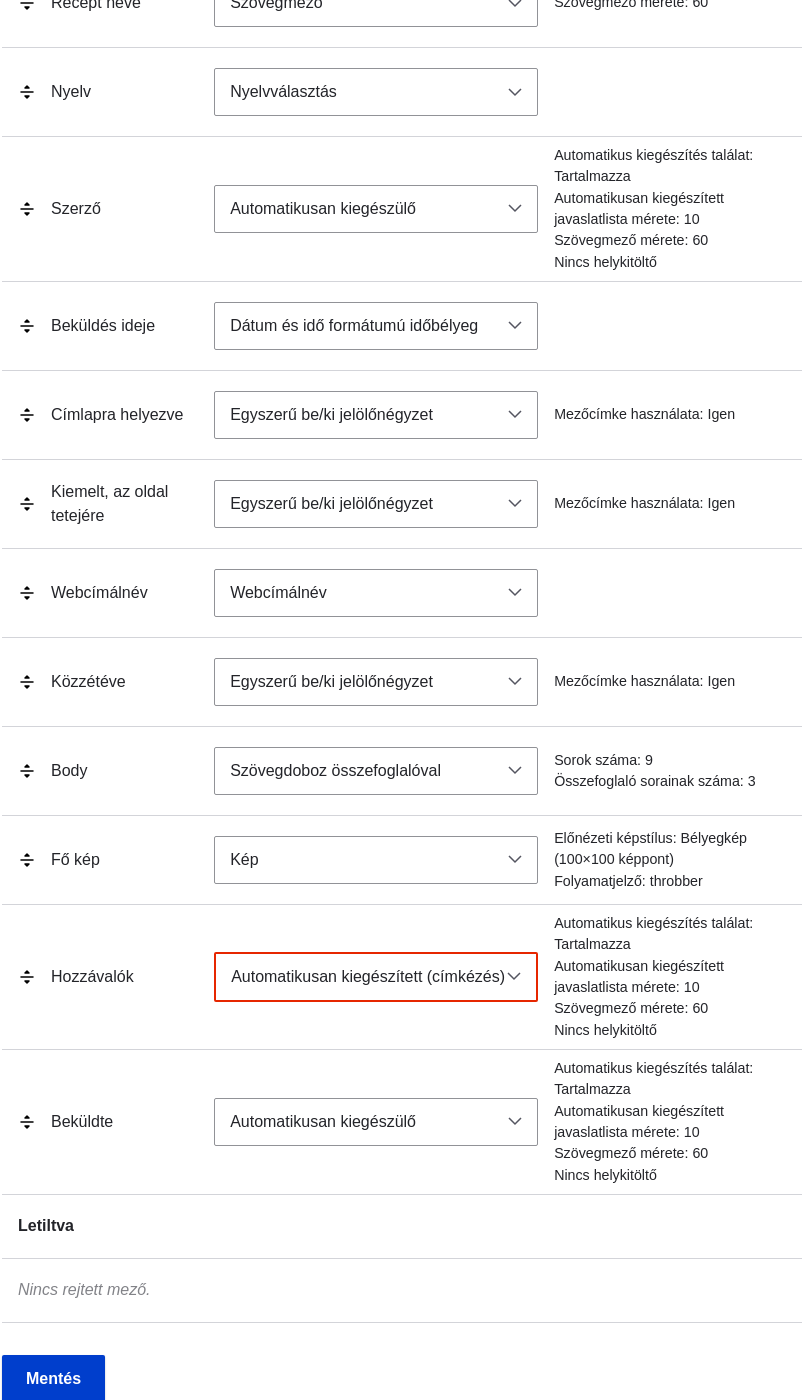 Recept neve
Szövegmező
Szövegmező mérete: 60
Nyelv
Nyelvválasztás
Szerző
Automatikusan kiegészülő
Automatikus kiegészítés találat:
Tartalmazza
Automatikusan kiegészített
javaslatlista mérete: 10
Szövegmező mérete: 60
Nincs helykitöltő
Beküldés ideje
Dátum és idő formátumú időbélyeg
Címlapra helyezve
Egyszerű be/ki jelölőnégyzet
Mezőcímke használata: Igen
Kiemelt, az oldal
tetejére
Egyszerű be/ki jelölőnégyzet
Mezőcímke használata: Igen
Webcímálnév
Webcímálnév
Közzétéve
Egyszerű be/ki jelölőnégyzet
Mezőcímke használata: Igen
Body
Szövegdoboz összefoglalóval
Sorok száma: 9
Összefoglaló sorainak száma: 3
Fő kép
Kép
Előnézeti képstílus: Bélyegkép
(100×100 képpont)
Folyamatjelző: throbber
Hozzávalók
Automatikusan kiegészített (címkézés)
Automatikus kiegészítés találat:
Tartalmazza
Automatikusan kiegészített
javaslatlista mérete: 10
Szövegmező mérete: 60
Nincs helykitöltő
Beküldte
Automatikusan kiegészülő
Automatikus kiegészítés találat:
Tartalmazza
Automatikusan kiegészített
javaslatlista mérete: 10
Szövegmező mérete: 60
Nincs helykitöltő
Letiltva
Nincs rejtett mező.
Mentés